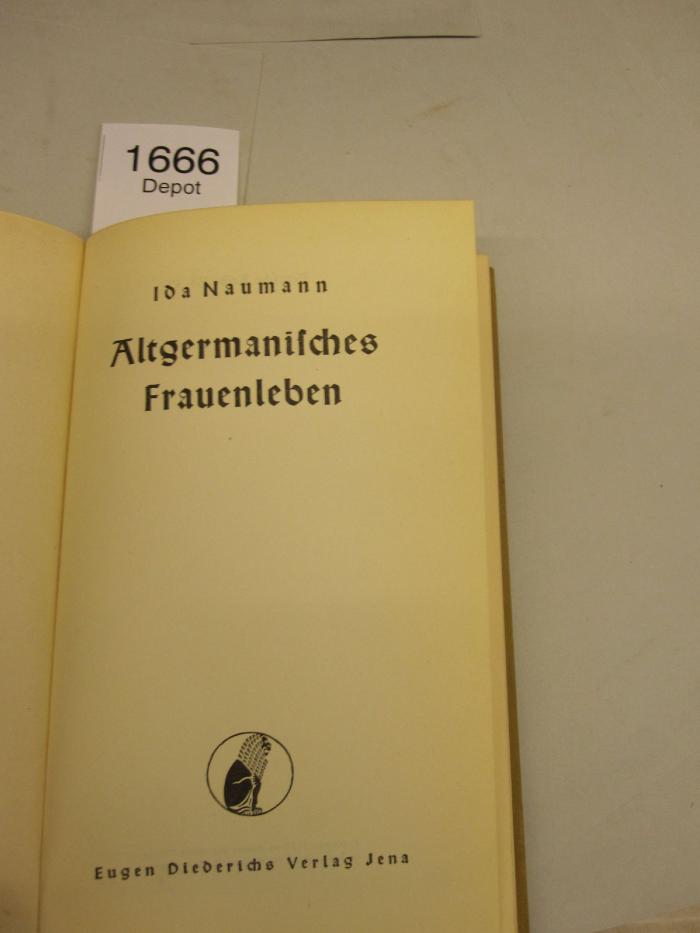 1666
Depot
Ida Naumann
Altgermaniſches
Frauenleben
Eugen Diederichs Verlag Jena